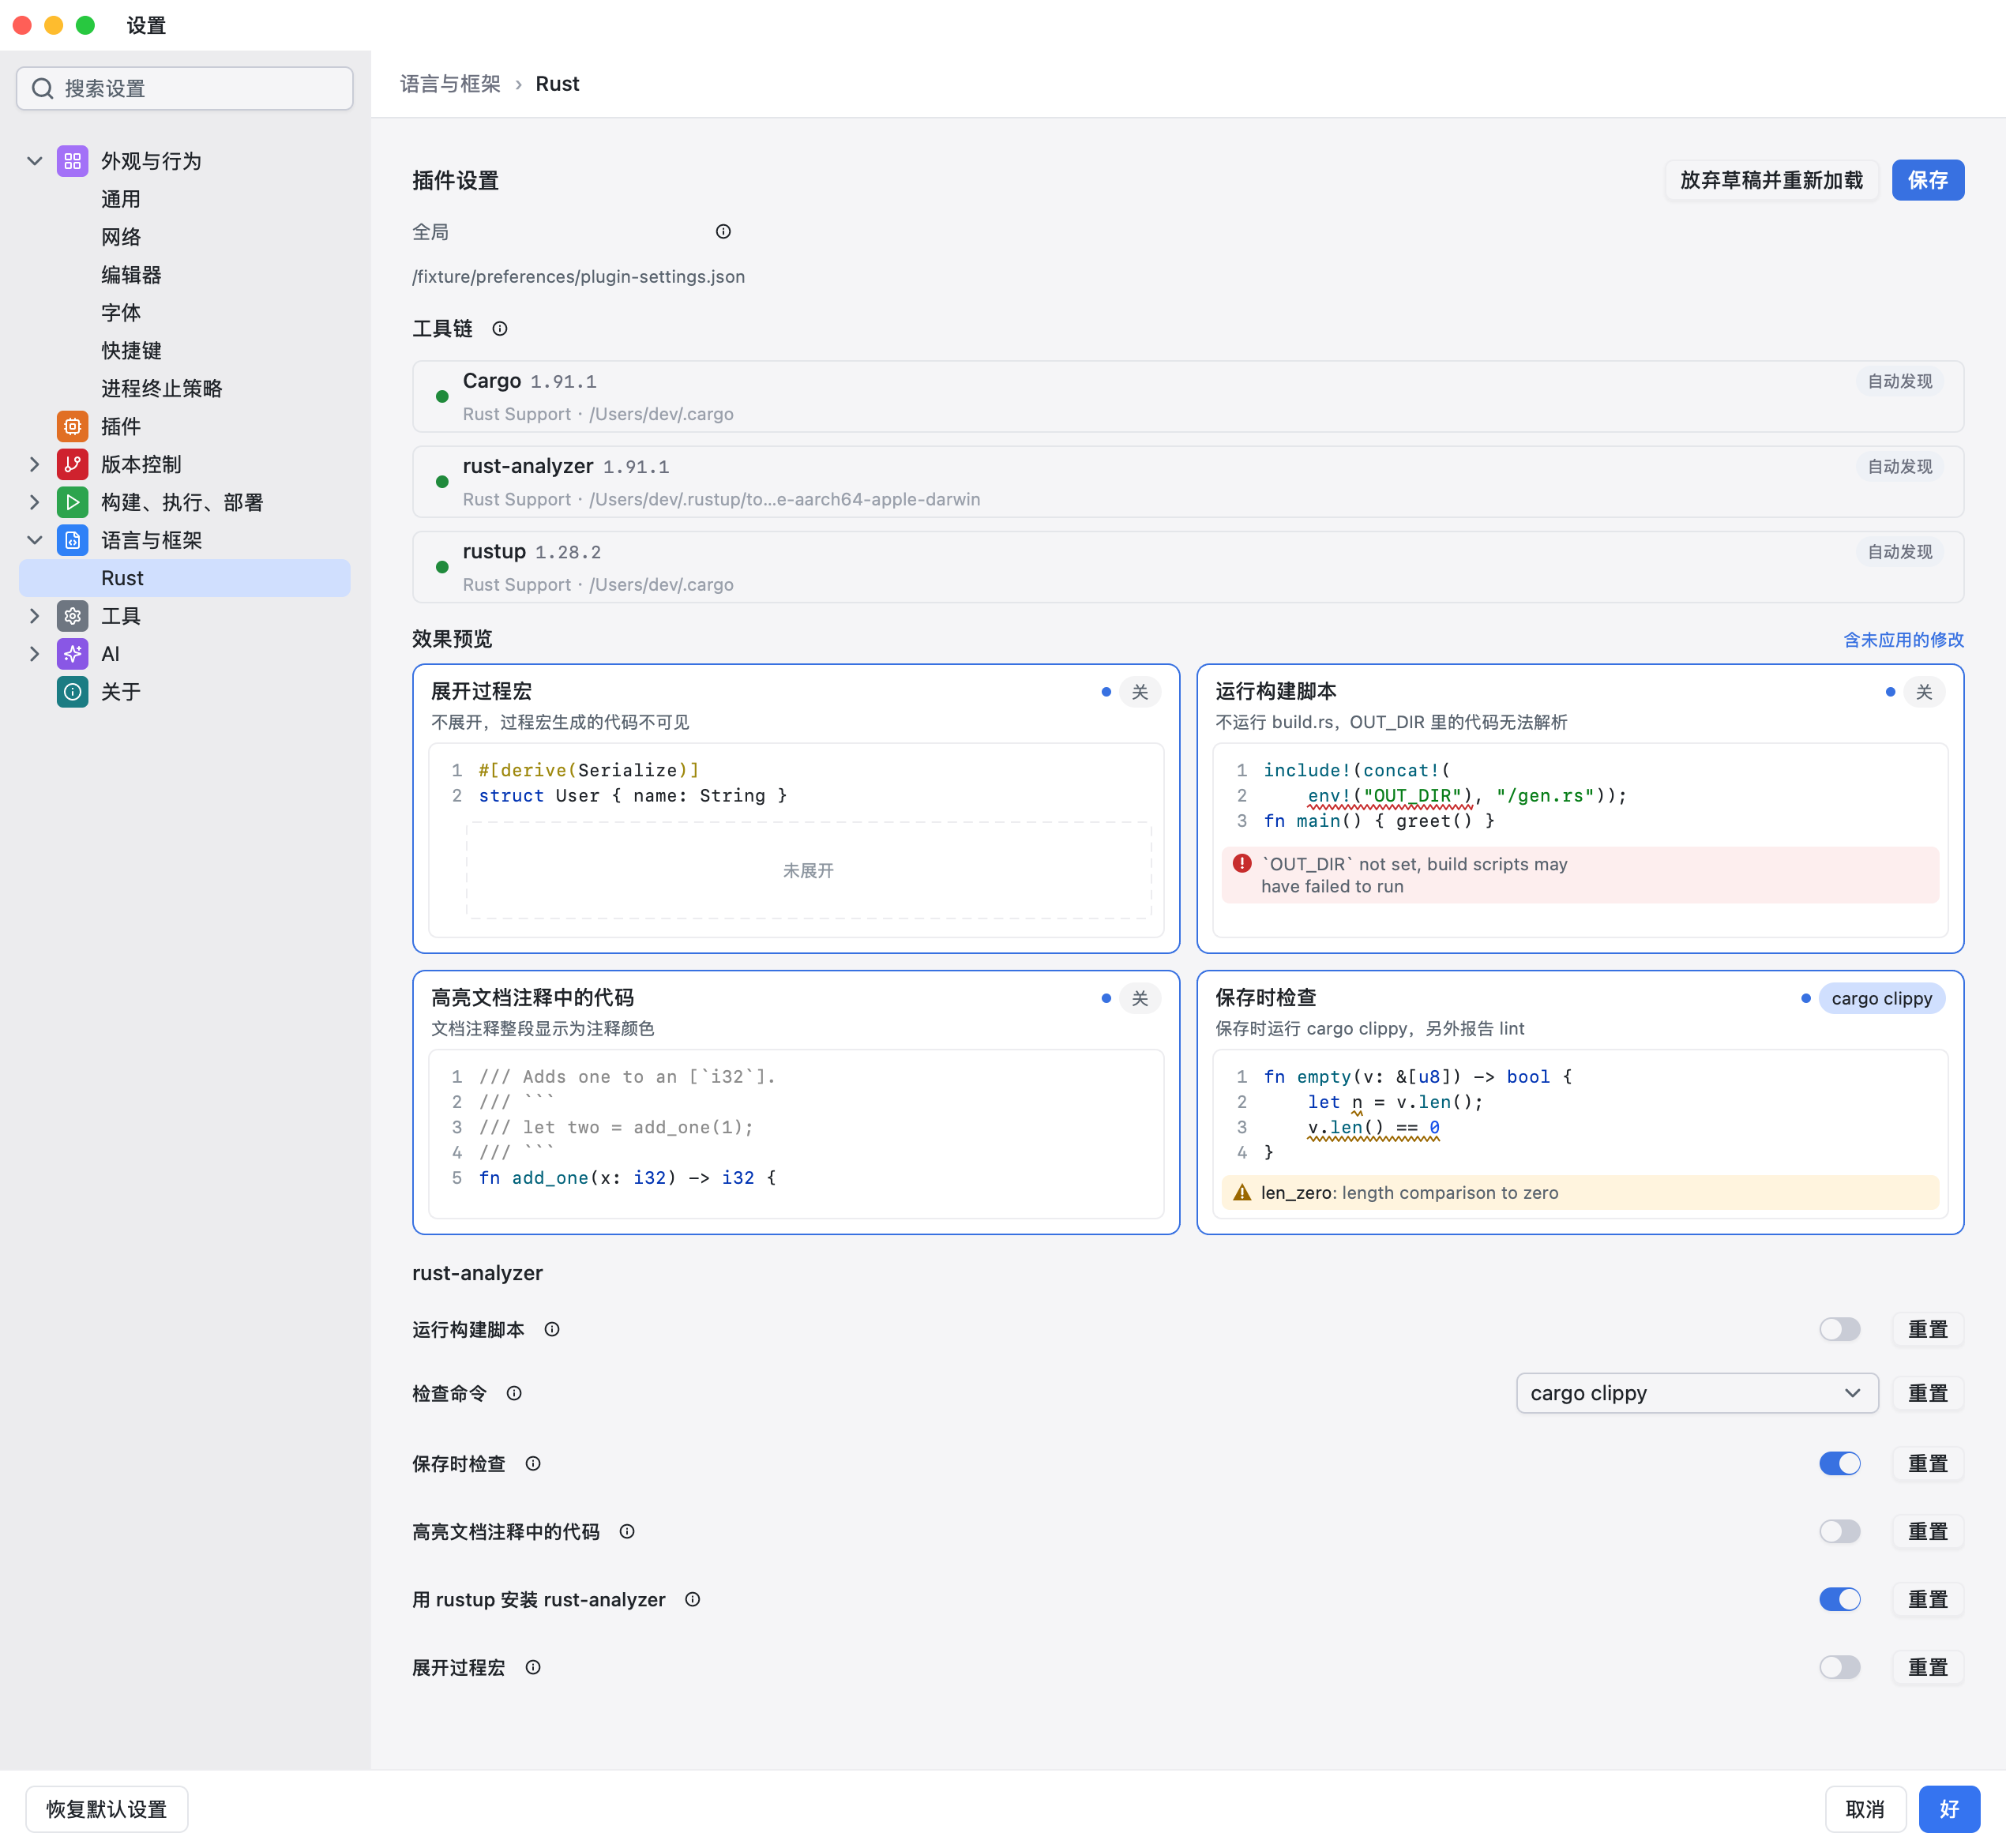 设置
搜索设置
外观与行为
通用
网络
编辑器
字体
快捷键
进程终止策略
插件
版本控制
构建、执行、部署
语言与框架
Rust
工具
AI
关于
语言与框架 › Rust
插件设置
放弃草稿并重新加载
保存
全局
/fixture/preferences/plugin-settings.json
工具链
Cargo 1.91.1
自动发现
Rust Support · /Users/dev/.cargo
rust-analyzer 1.91.1
自动发现
Rust Support · /Users/dev/.rustup/to...e-aarch64-apple-darwin
rustup 1.28.2
自动发现
Rust Support · /Users/dev/.cargo
效果预览
含未应用的修改
展开过程宏
关
不展开，过程宏生成的代码不可见
1 #[derive(Serialize)]
2 struct User { name: String }
未展开
运行构建脚本
关
不运行 build.rs，OUT_DIR 里的代码无法解析
1 include!(concat!(
2     env!("OUT_DIR"), "/gen.rs"));
3 fn main() { greet() }
`OUT_DIR` not set, build scripts may
have failed to run
高亮文档注释中的代码
关
文档注释整段显示为注释颜色
1 /// Adds one to an [`i32`].
2 /// ```
3 /// let two = add_one(1);
4 /// ```
5 fn add_one(x: i32) -> i32 {
保存时检查
cargo clippy
保存时运行 cargo clippy，另外报告 lint
1 fn empty(v: &[u8]) -> bool {
2     let n = v.len();
3     v.len() == 0
4 }
len_zero: length comparison to zero
rust-analyzer
运行构建脚本
重置
检查命令
cargo clippy
重置
保存时检查
重置
高亮文档注释中的代码
重置
用 rustup 安装 rust-analyzer
重置
展开过程宏
重置
恢复默认设置
取消
好